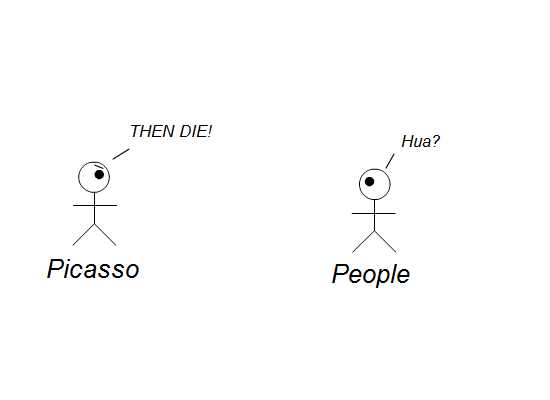 THEN DIE!
Hua?
Picasso
People